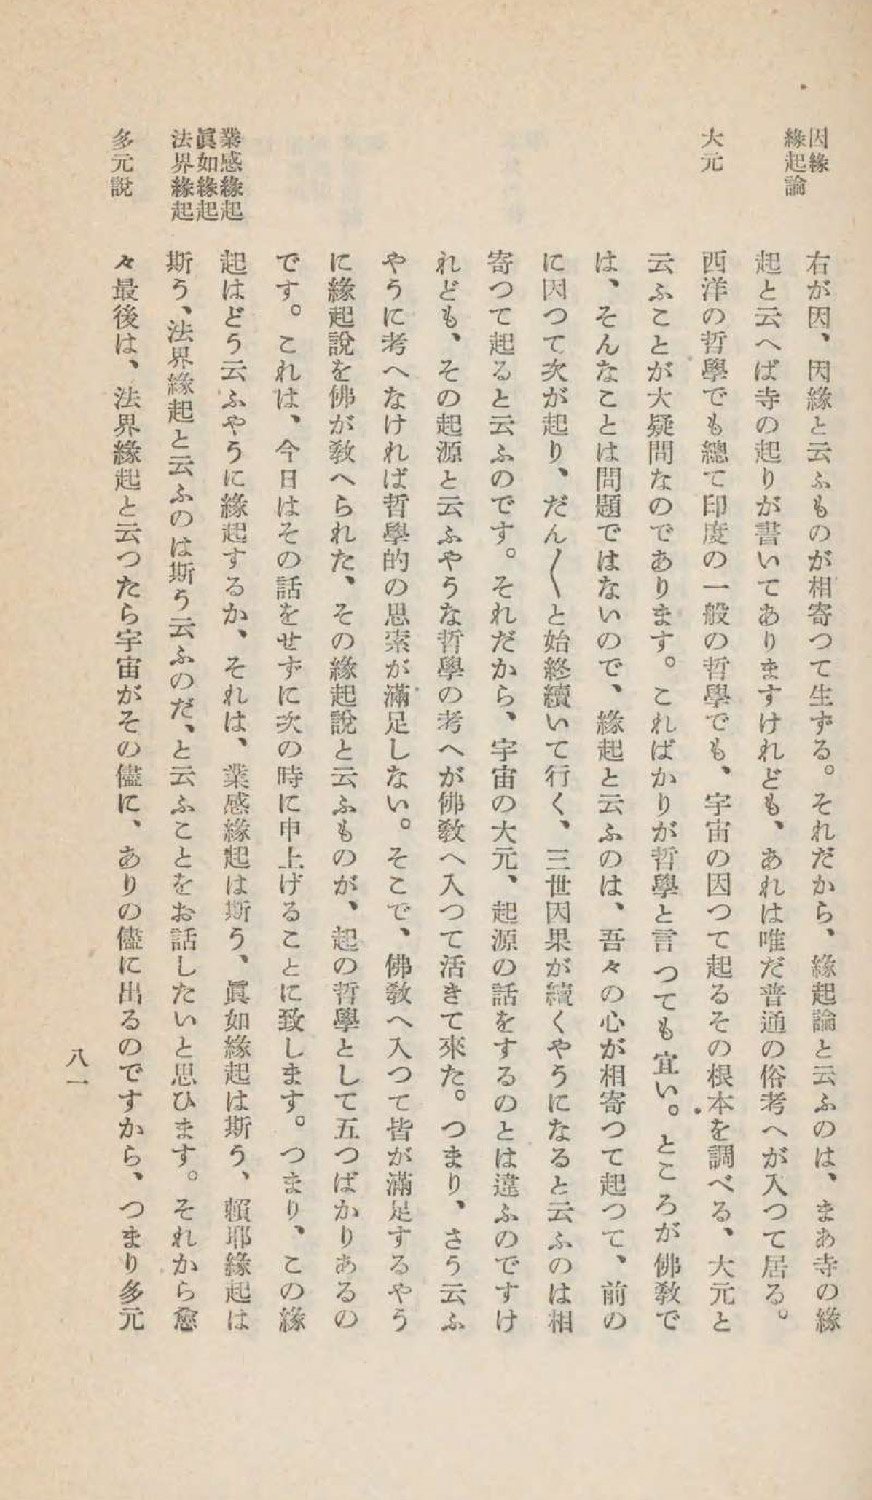 因緣
緣起論
大元
業感緣起
眞如緣起
法界緣起
多元說
右が因、因緣と云ふものが相寄つて生ずる。それだから、緣起論と云ふのは、まあ寺の緣
起と云へば寺の起りが書いてありますけれども、あれは唯だ普通の俗考へが入つて居る。
西洋の哲學でも總て印度の一般の哲學でも、宇宙の因つて起るその根本を調べる、大元と
云ふことが大疑問なのであります。こればかりが哲學と言つても宜い。ところが佛敎で
は、そんなことは問題ではないので、緣起と云ふのは、吾々の心が相寄つて起つて、前の
に因つて次が起り、だん〱と始終續いて行く、三世因果が續くやうになると云ふのは相
寄つて起ると云ふのです。それだから、宇宙の大元、起源の話をするのとは違ふのですけ
れども、その起源と云ふやうな哲學の考へが佛敎へ入つて活きて來た。つまり、さう云ふ
やうに考へなければ哲學的の思索が滿足しない。そこで、佛敎へ入つて皆が滿足するやう
に緣起說を佛が敎へられた、その緣起說と云ふものが、起の哲學として五つばかりあるの
です。これは、今日はその話をせずに次の時に申上げることに致します。つまり、この緣
起はどう云ふやうに緣起するか、それは、業感緣起は斯う、眞如緣起は斯う、賴耶緣起は
斯う、法界緣起と云ふのは斯う云ふのだ、と云ふことをお話したいと思ひます。それから愈
々最後は、法界緣起と云つたら宇宙がその儘に、ありの儘に出るのですから、つまり多元
八一